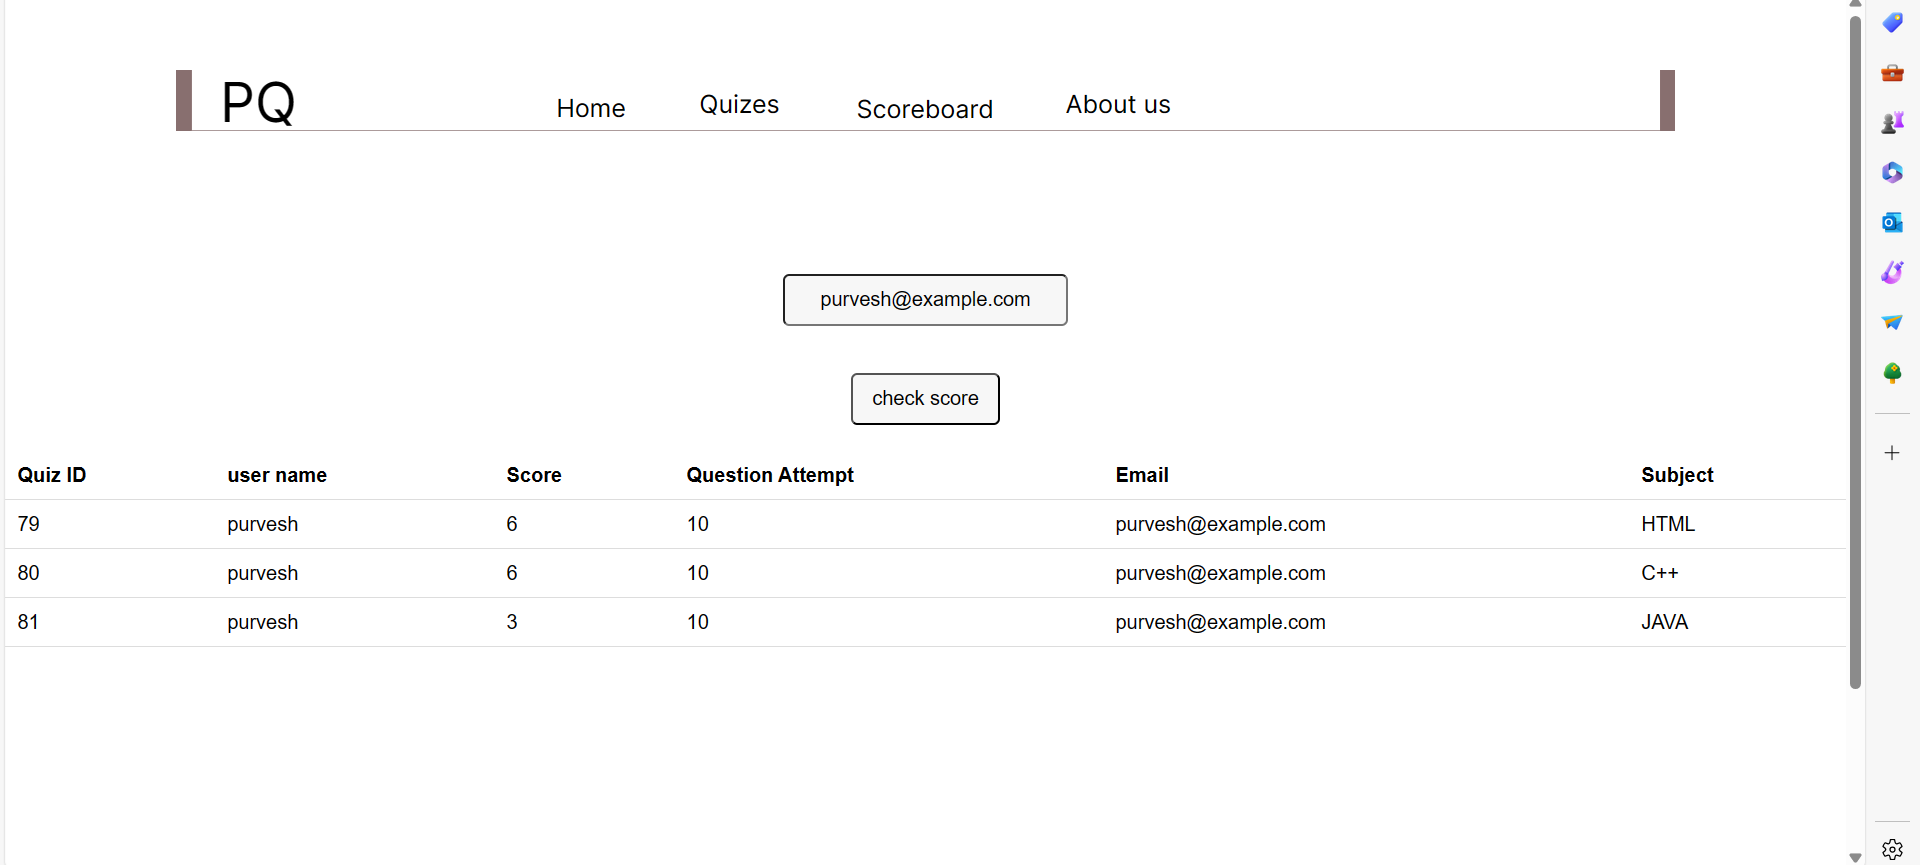 PQ Home Quizes Scoreboard About us
purvesh@example.com
check score
Quiz ID user name Score Question Attempt Email Subject
79 purvesh 6 10 purvesh@example.com HTML
80 purvesh 6 10 purvesh@example.com C++
81 purvesh 3 10 purvesh@example.com JAVA